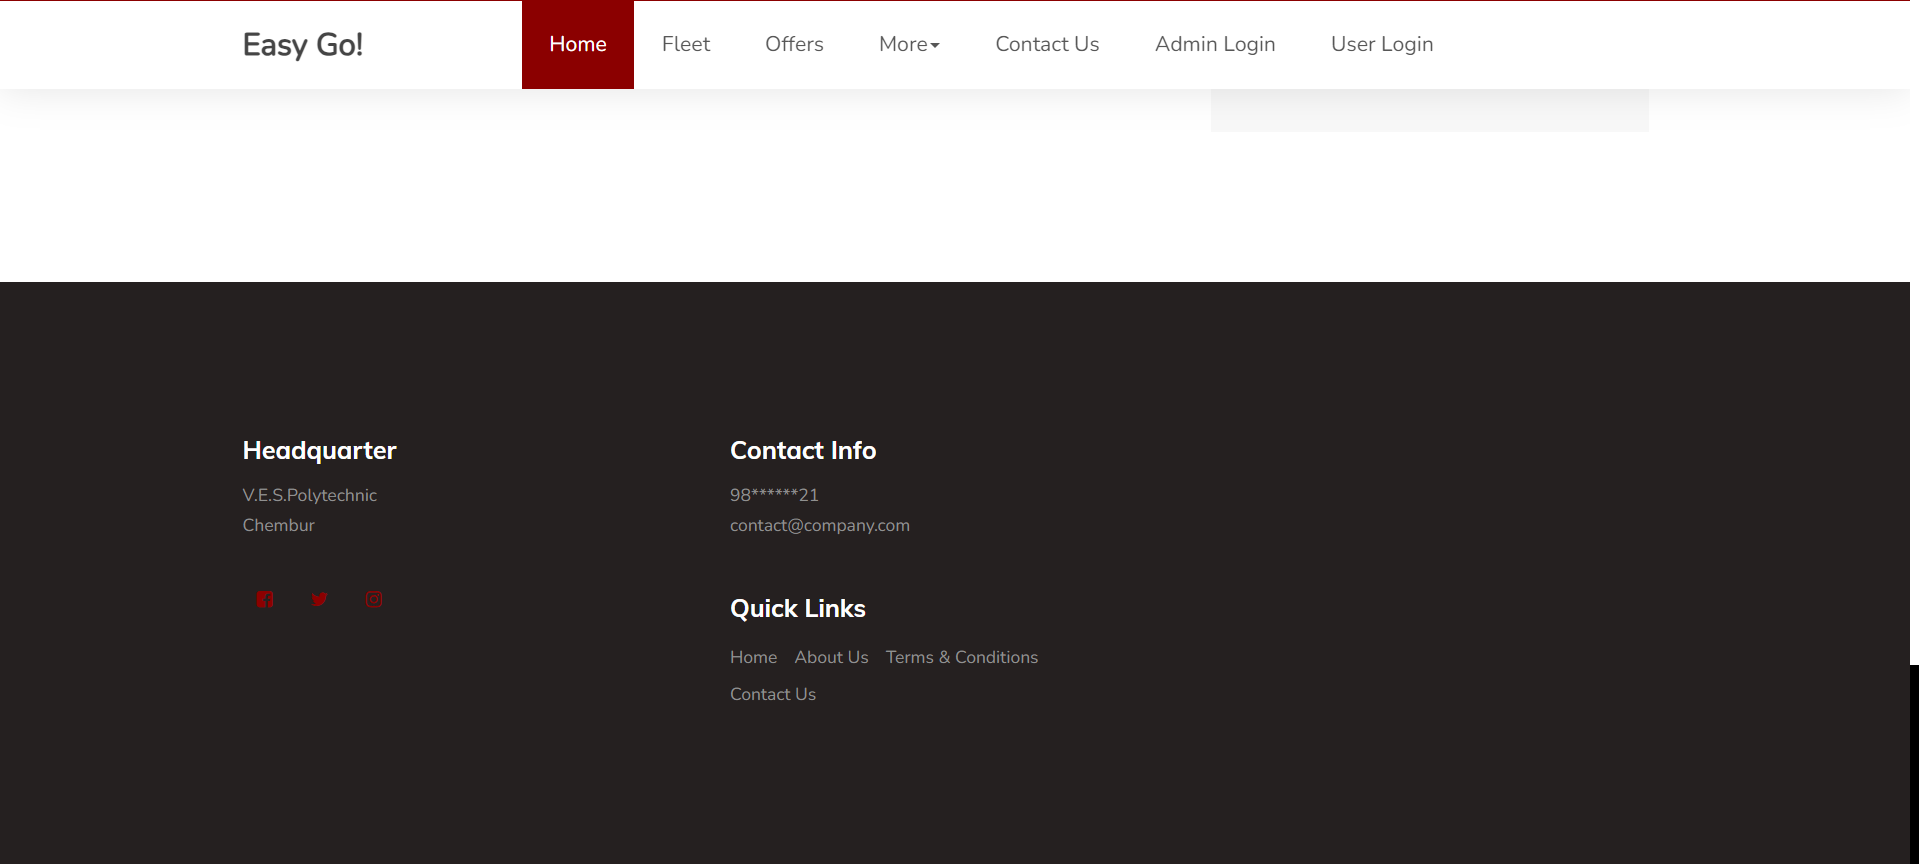 Easy Go!
Home Fleet Offers More Contact Us Admin Login User Login
Headquarter
V.E.S.Polytechnic
Chembur
Contact Info
98******21
contact@company.com
Quick Links
Home About Us Terms & Conditions
Contact Us